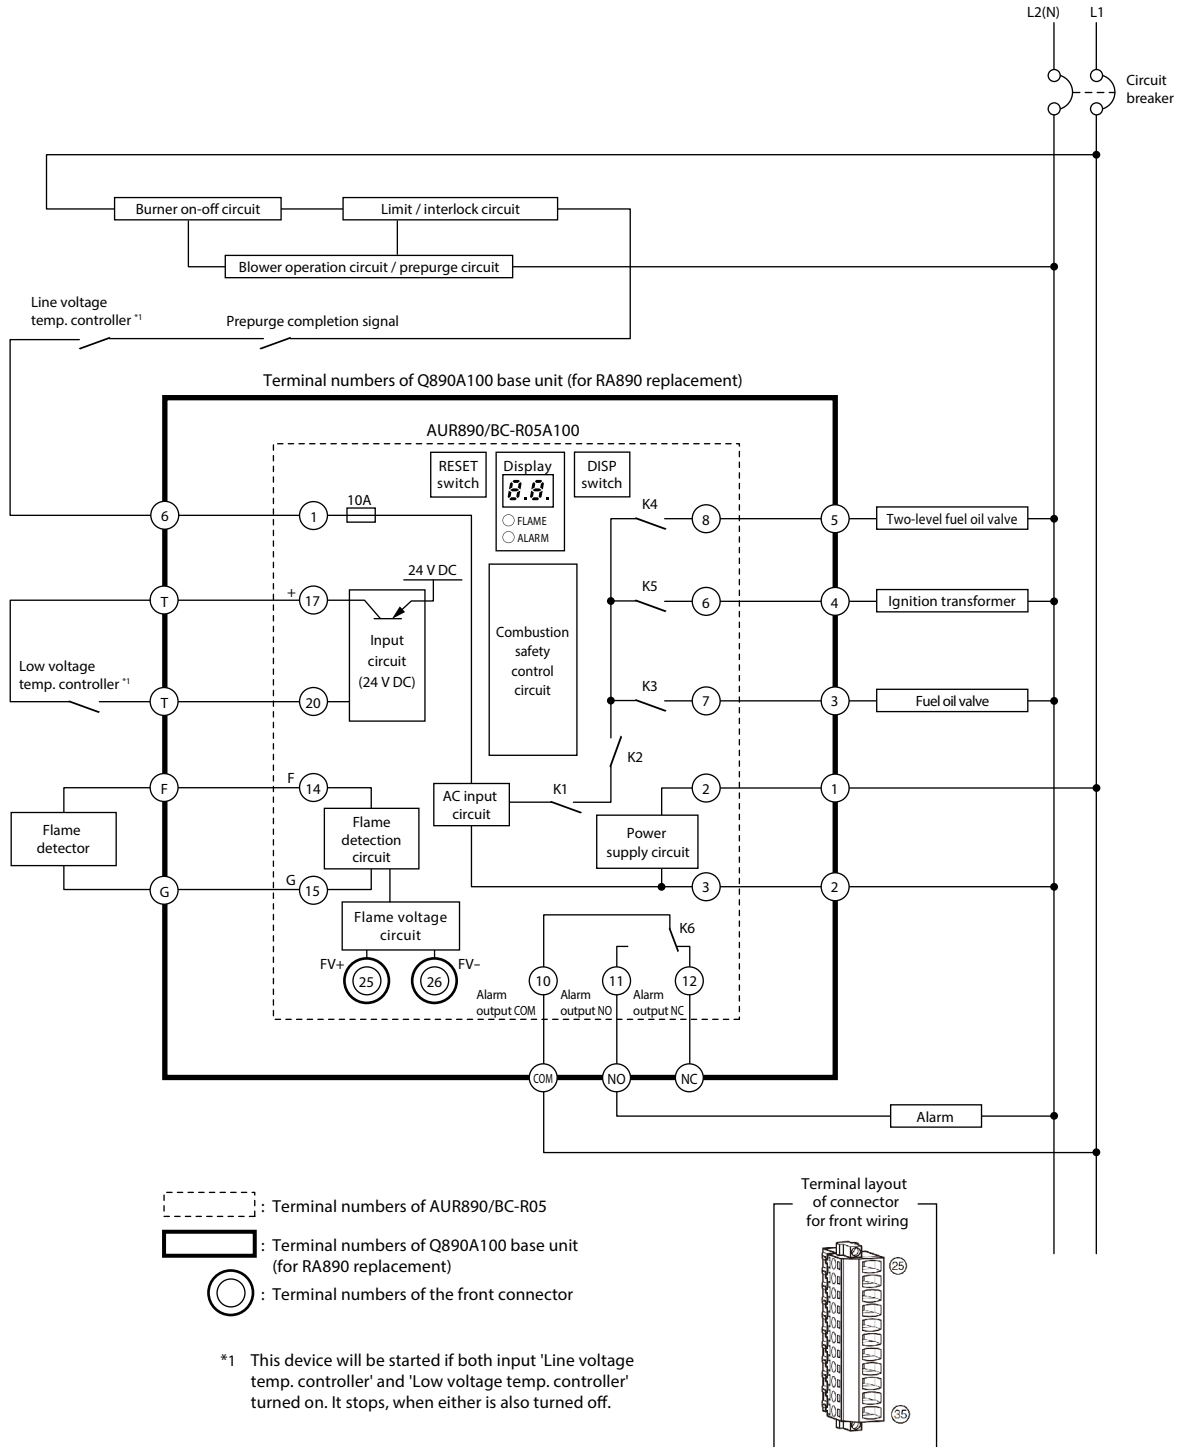 L2(N) L1
Circuit
breaker
Burner on-off circuit
Limit / interlock circuit
Blower operation circuit / prepurge circuit
Line voltage
temp. controller *1
Prepurge completion signal
Terminal numbers of Q890A100 base unit (for RA890 replacement)
AUR890/BC-R05A100
RESET
switch
Display
8.8.
FLAME
ALARM
DISP
switch
6
1
10A
K4
8
5
Two-level fuel oil valve
24 V DC
T
+
17
Input
circuit
(24 V DC)
Combustion
safety
control
circuit
K5
6
4
Ignition transformer
Low voltage
temp. controller *1
T
20
K3
7
3
Fuel oil valve
K2
F
F
14
AC input
circuit
K1
2
1
Flame
detector
Flame
detection
circuit
Power
supply circuit
G
G
15
3
2
Flame voltage
circuit
K6
FV+
25
26
FV–
10
11
12
Alarm
output COM
Alarm
output NO
Alarm
output NC
COM
NO
NC
Alarm
: Terminal numbers of AUR890/BC-R05
: Terminal numbers of Q890A100 base unit
(for RA890 replacement)
: Terminal numbers of the front connector
*1 This device will be started if both input 'Line voltage
temp. controller' and 'Low voltage temp. controller'
turned on. It stops, when either is also turned off.
Terminal layout
of connector
for front wiring
25
35